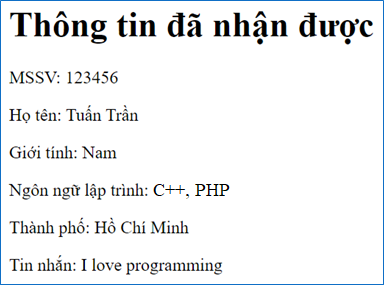 Thông tin đã nhận được
MSSV: 123456
Họ tên: Tuấn Trần
Giới tính: Nam
Ngôn ngữ lập trình: C++, PHP
Thành phố: Hồ Chí Minh
Tin nhắn: I love programming